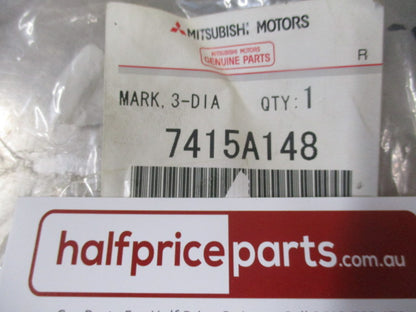 MITSUBISHI MOTORS
MITSUBISHI MOTORS
GENUINE PARTS
R
MARK, 3-DIA QTY: 1
7415A148
halfpriceparts.com.au